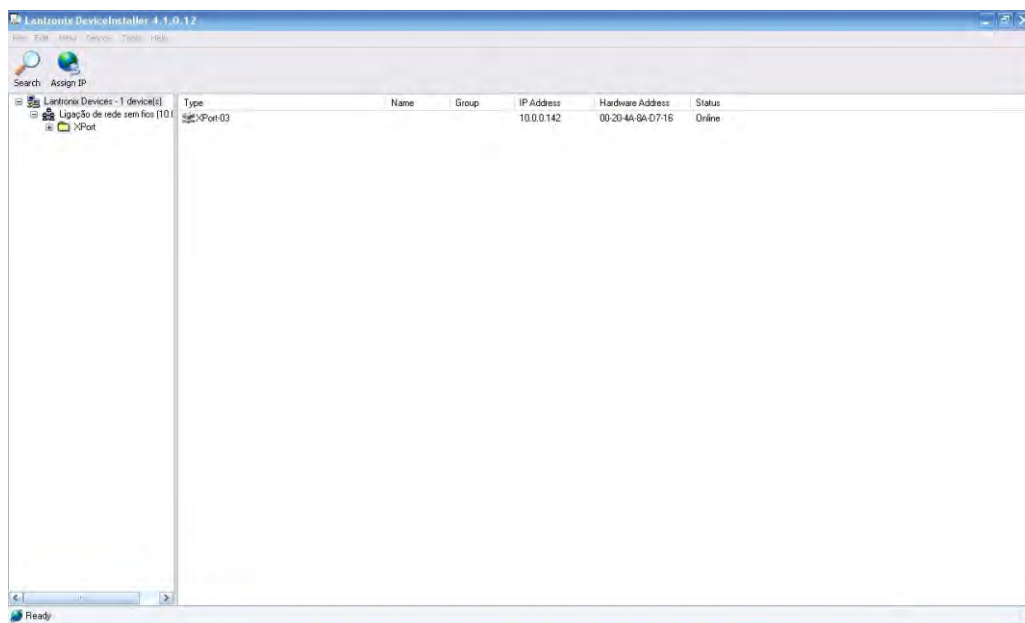 Lantronix DeviceInstaller 4.1.0.12
File Edit View Device Tools Help
Search Assign IP
Lantronix Devices - 1 device(s)
Ligação de rede sem fios (10.0
XPort
Type Name Group IP Address Hardware Address Status
XPort-03 10.0.0.142 00-20-4A-8A-D7-16 Online
Ready